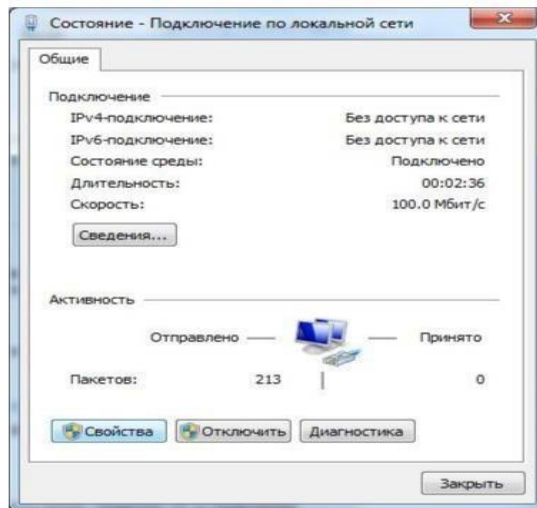 Состояние - Подключение по локальной сети
Общие
Подключение
IPv4-подключение: Без доступа к сети
IPv6-подключение: Без доступа к сети
Состояние среды: Подключено
Длительность: 00:02:36
Скорость: 100.0 Мбит/с
Сведения...
Активность
Отправлено — Принято
Пакетов: 213 0
Свойства Отключить Диагностика
Закрыть